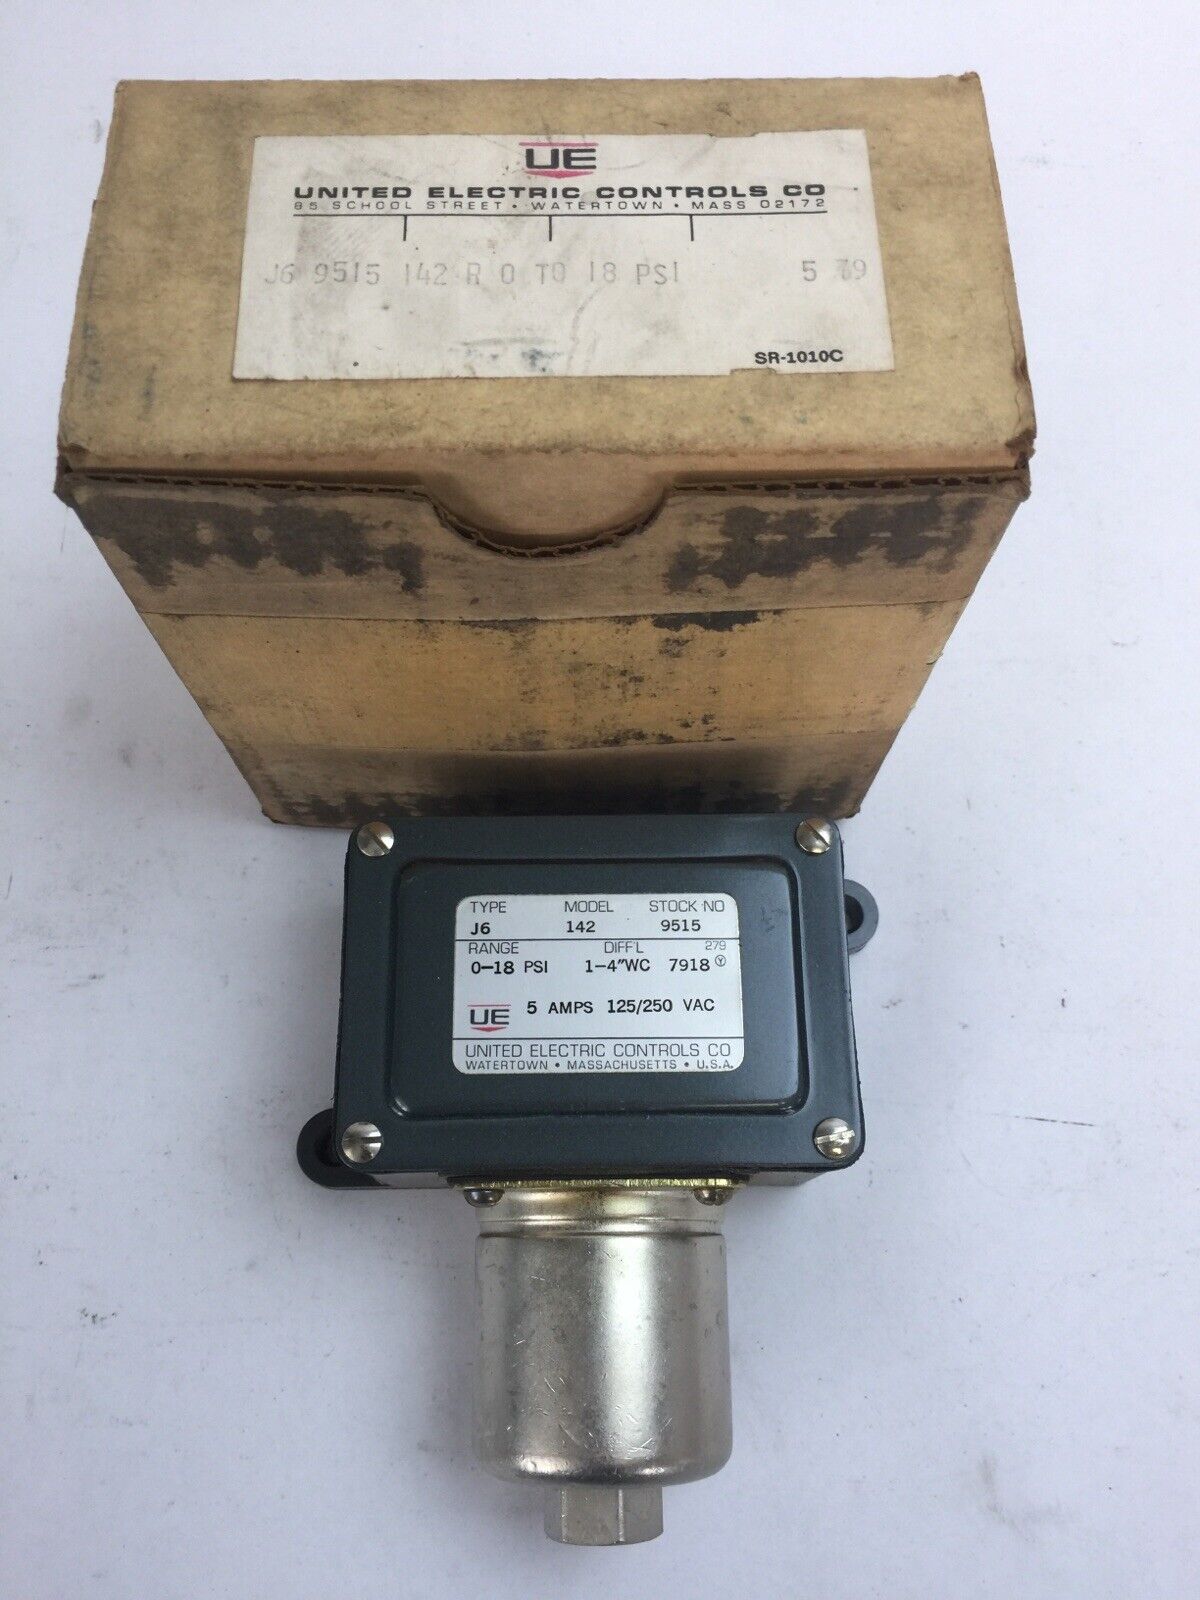 UE
UNITED ELECTRIC CONTROLS CO
85 SCHOOL STREET • WATERTOWN • MASS 02172
J6 9515 142 R 0 TO 18 PSI 5 79
SR-1010C
TYPE MODEL STOCK NO
J6 142 9515
RANGE DIFF'L 279
0-18 PSI 1-4"WC 7918 Ⓨ
UE 5 AMPS 125/250 VAC
UNITED ELECTRIC CONTROLS CO
WATERTOWN • MASSACHUSETTS • U.S.A.